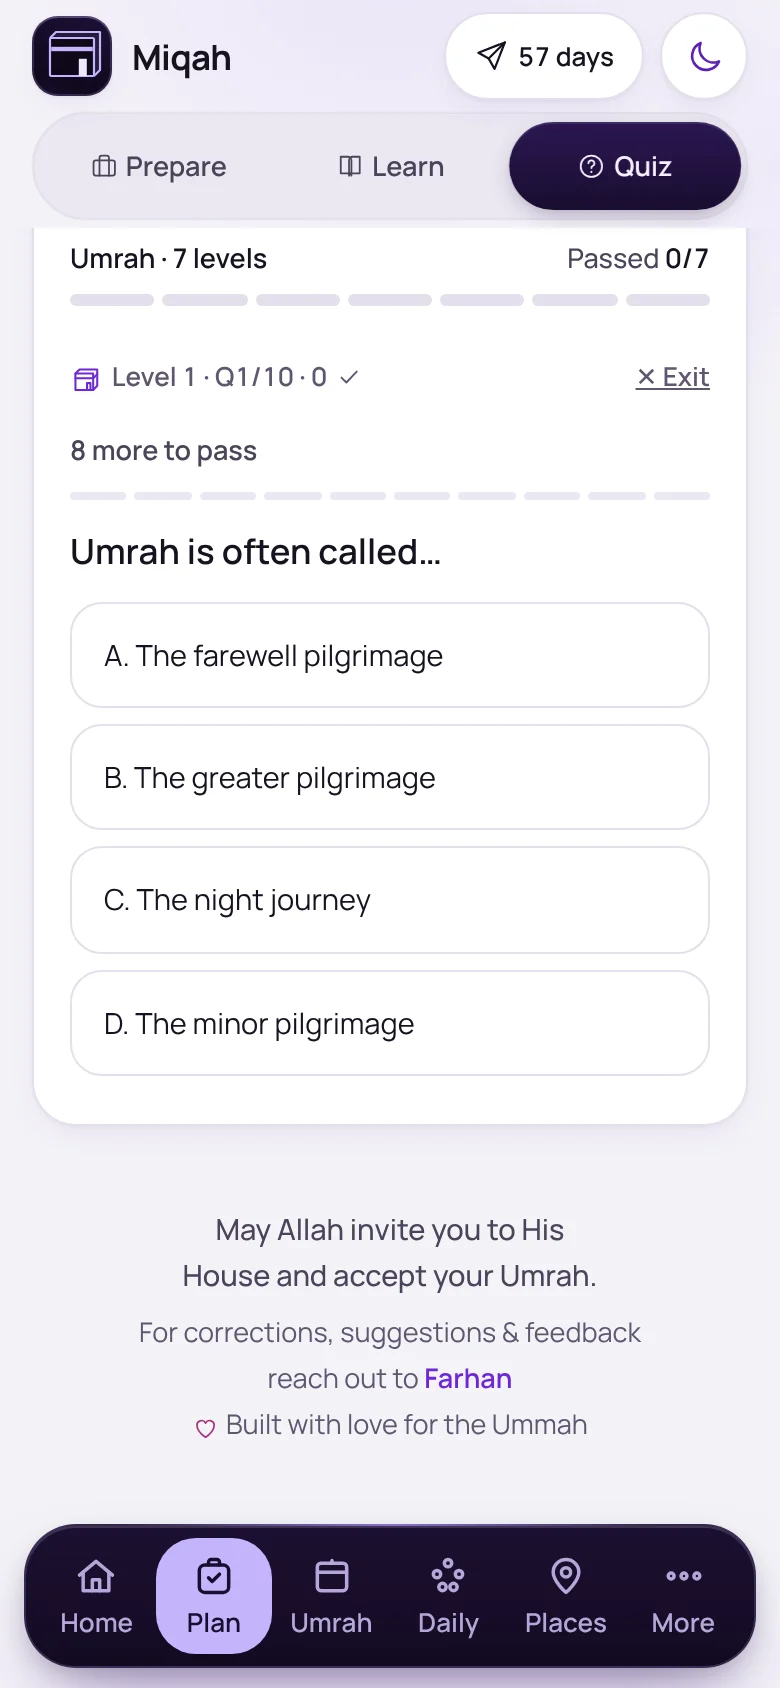 Miqah
57 days
Prepare
Learn
Quiz
Umrah · 7 levels
Passed 0/7
Level 1 · Q1/10 · 0 ✓
✕ Exit
8 more to pass
Umrah is often called…
A. The farewell pilgrimage
B. The greater pilgrimage
C. The night journey
D. The minor pilgrimage
May Allah invite you to His
House and accept your Umrah.
For corrections, suggestions & feedback
reach out to Farhan
Built with love for the Ummah
Home
Plan
Umrah
Daily
Places
More